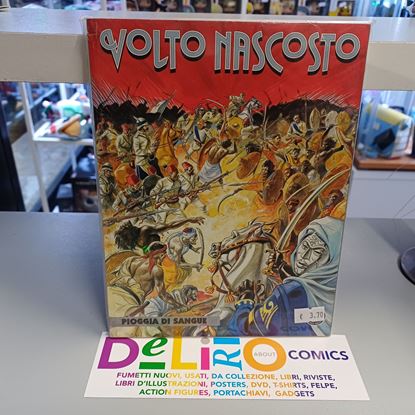 VOLTO NASCOSTO
PIOGGIA DI SANGUE
€ 3,70
DeLiRiO ABOUT COMICS
FUMETTI NUOVI, USATI, DA COLLEZIONE, LIBRI, RIVISTE,
LIBRI D'ILLUSTRAZIONI, POSTERS, DVD, T-SHIRTS, FELPE,
ACTION FIGURES, PORTACHIAVI, GADGETS